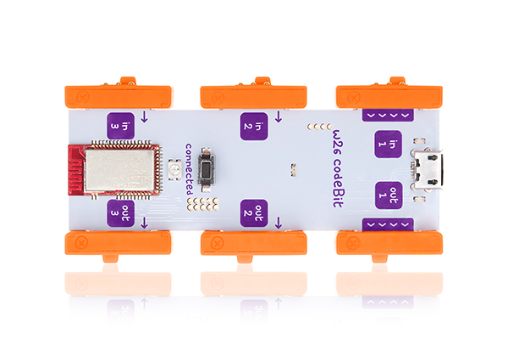 in
3
in
2
in
1
w26 codeBit
connected
out
3
out
2
out
1